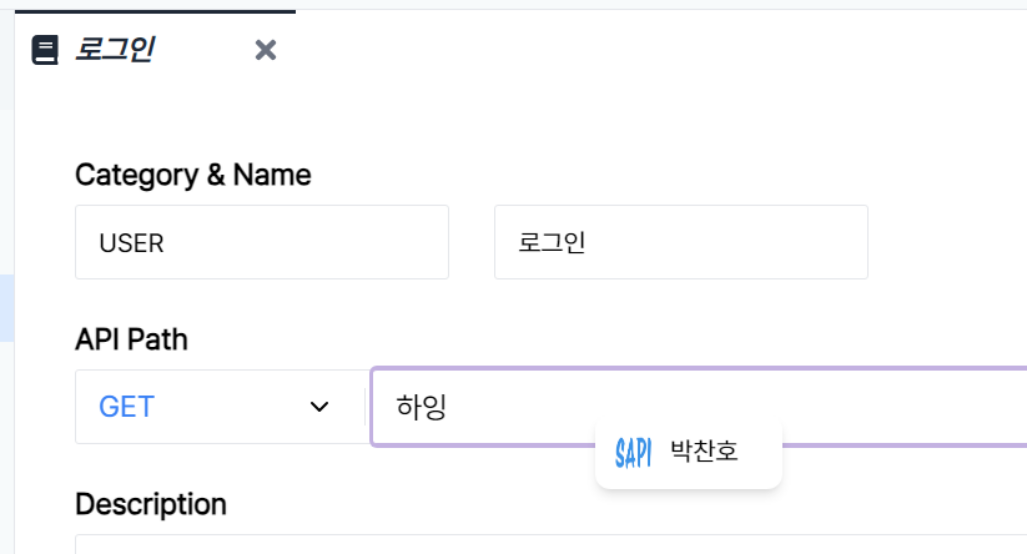 로그인
Category & Name
USER 로그인
API Path
GET 하잉
SAPI 박찬호
Description